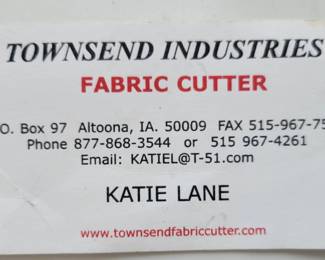 TOWNSEND INDUSTRIES
FABRIC CUTTER
O. Box 97 Altoona, IA. 50009 FAX 515-967-75
Phone 877-868-3544 or 515 967-4261
Email: KATIEL@T-51.com
KATIE LANE
www.townsendfabriccutter.com